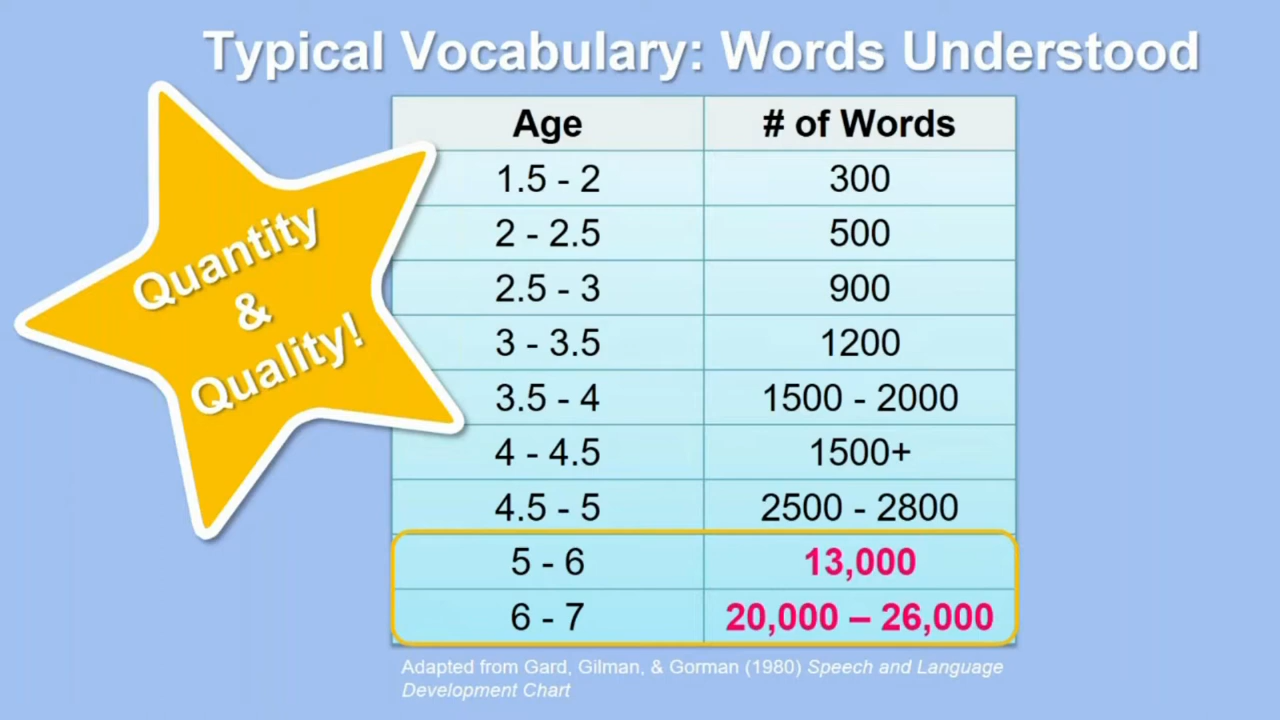 Typical Vocabulary: Words Understood
Quantity
&
Quality!
Age # of Words
1.5 - 2 300
2 - 2.5 500
2.5 - 3 900
3 - 3.5 1200
3.5 - 4 1500 - 2000
4 - 4.5 1500+
4.5 - 5 2500 - 2800
5 - 6 13,000
6 - 7 20,000 – 26,000
Adapted from Gard, Gilman, & Gorman (1980) Speech and Language
Development Chart